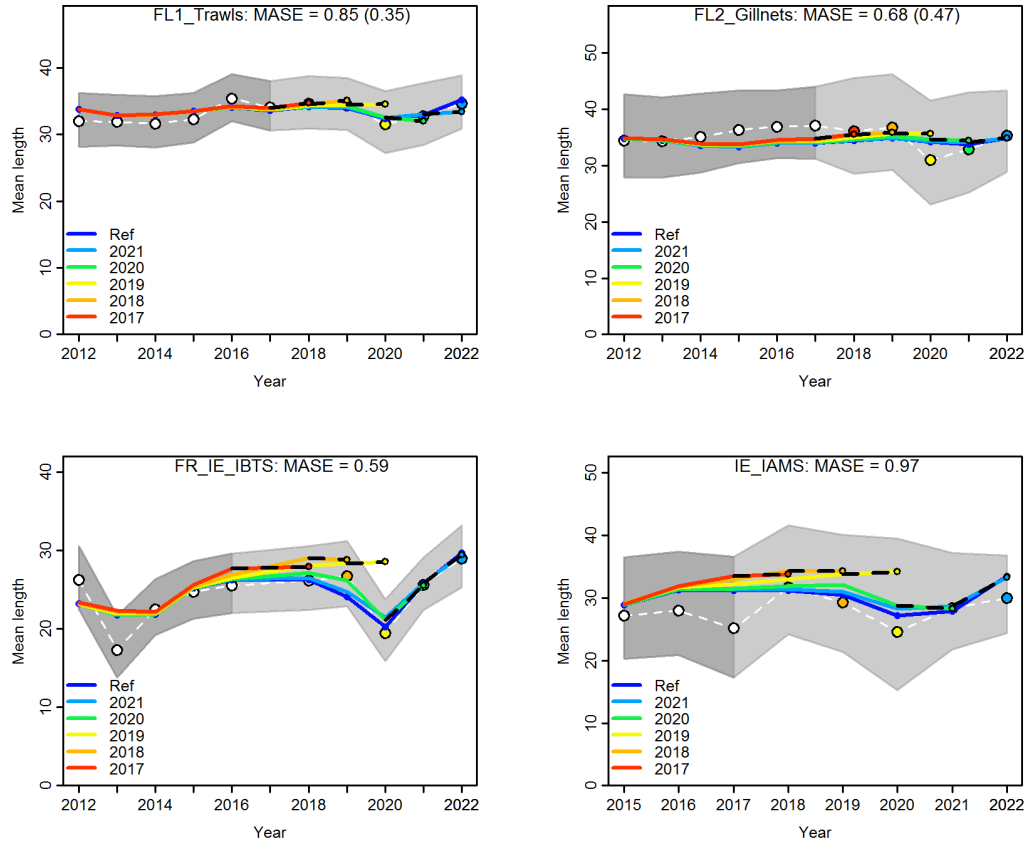 FL1_Trawls: MASE = 0.85 (0.35)
Mean length
40
30
20
10
0
Ref
2021
2020
2019
2018
2017
2012 2014 2016 2018 2020 2022
Year
FL2_Gillnets: MASE = 0.68 (0.47)
Mean length
50
40
30
20
10
0
Ref
2021
2020
2019
2018
2017
2012 2014 2016 2018 2020 2022
Year
FR_IE_IBTS: MASE = 0.59
Mean length
40
30
20
10
0
Ref
2021
2020
2019
2018
2017
2012 2014 2016 2018 2020 2022
Year
IE_IAMS: MASE = 0.97
Mean length
50
40
30
20
10
0
Ref
2021
2020
2019
2018
2017
2015 2016 2017 2018 2019 2020 2021 2022
Year